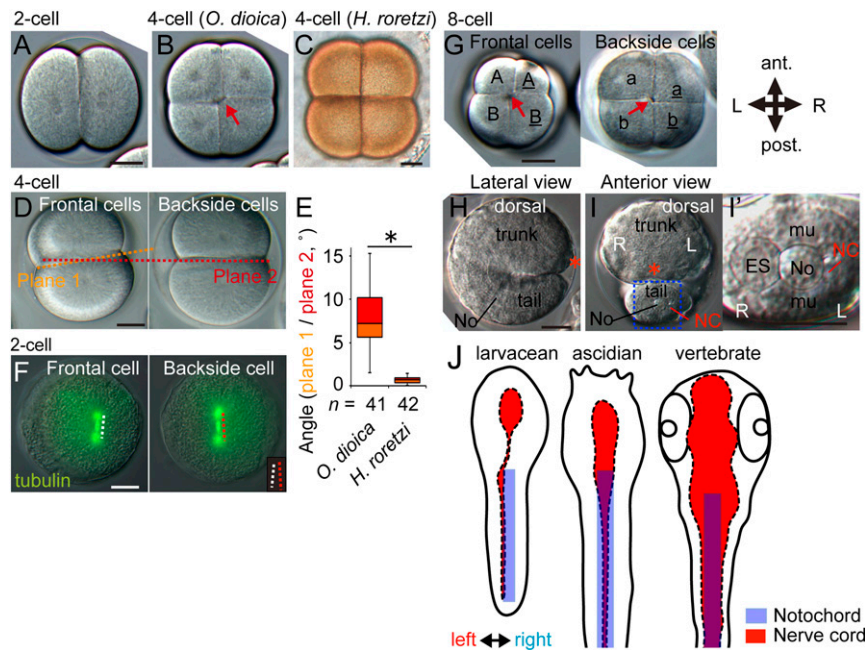 2-cell
4-cell (O. dioica)
4-cell (H. roretzi)
8-cell
A
B
C
G
Frontal cells
Backside cells
A
A
B
B
a
a
b
b
ant.
L
R
post.
4-cell
D
Frontal cells
Backside cells
Plane 1
Plane 2
E
Angle (plane 1 / plane 2, °)
15
10
5
0
*
n = 41 42
O. dioica
H. roretzi
Lateral view
Anterior view
H
dorsal
trunk
*
tail
No
I
dorsal
trunk
R
L
*
tail
No
NC
I'
mu
ES
No
NC
mu
R
L
2-cell
F
Frontal cell
Backside cell
tubulin
J
larvacean
ascidian
vertebrate
left
right
Notochord
Nerve cord